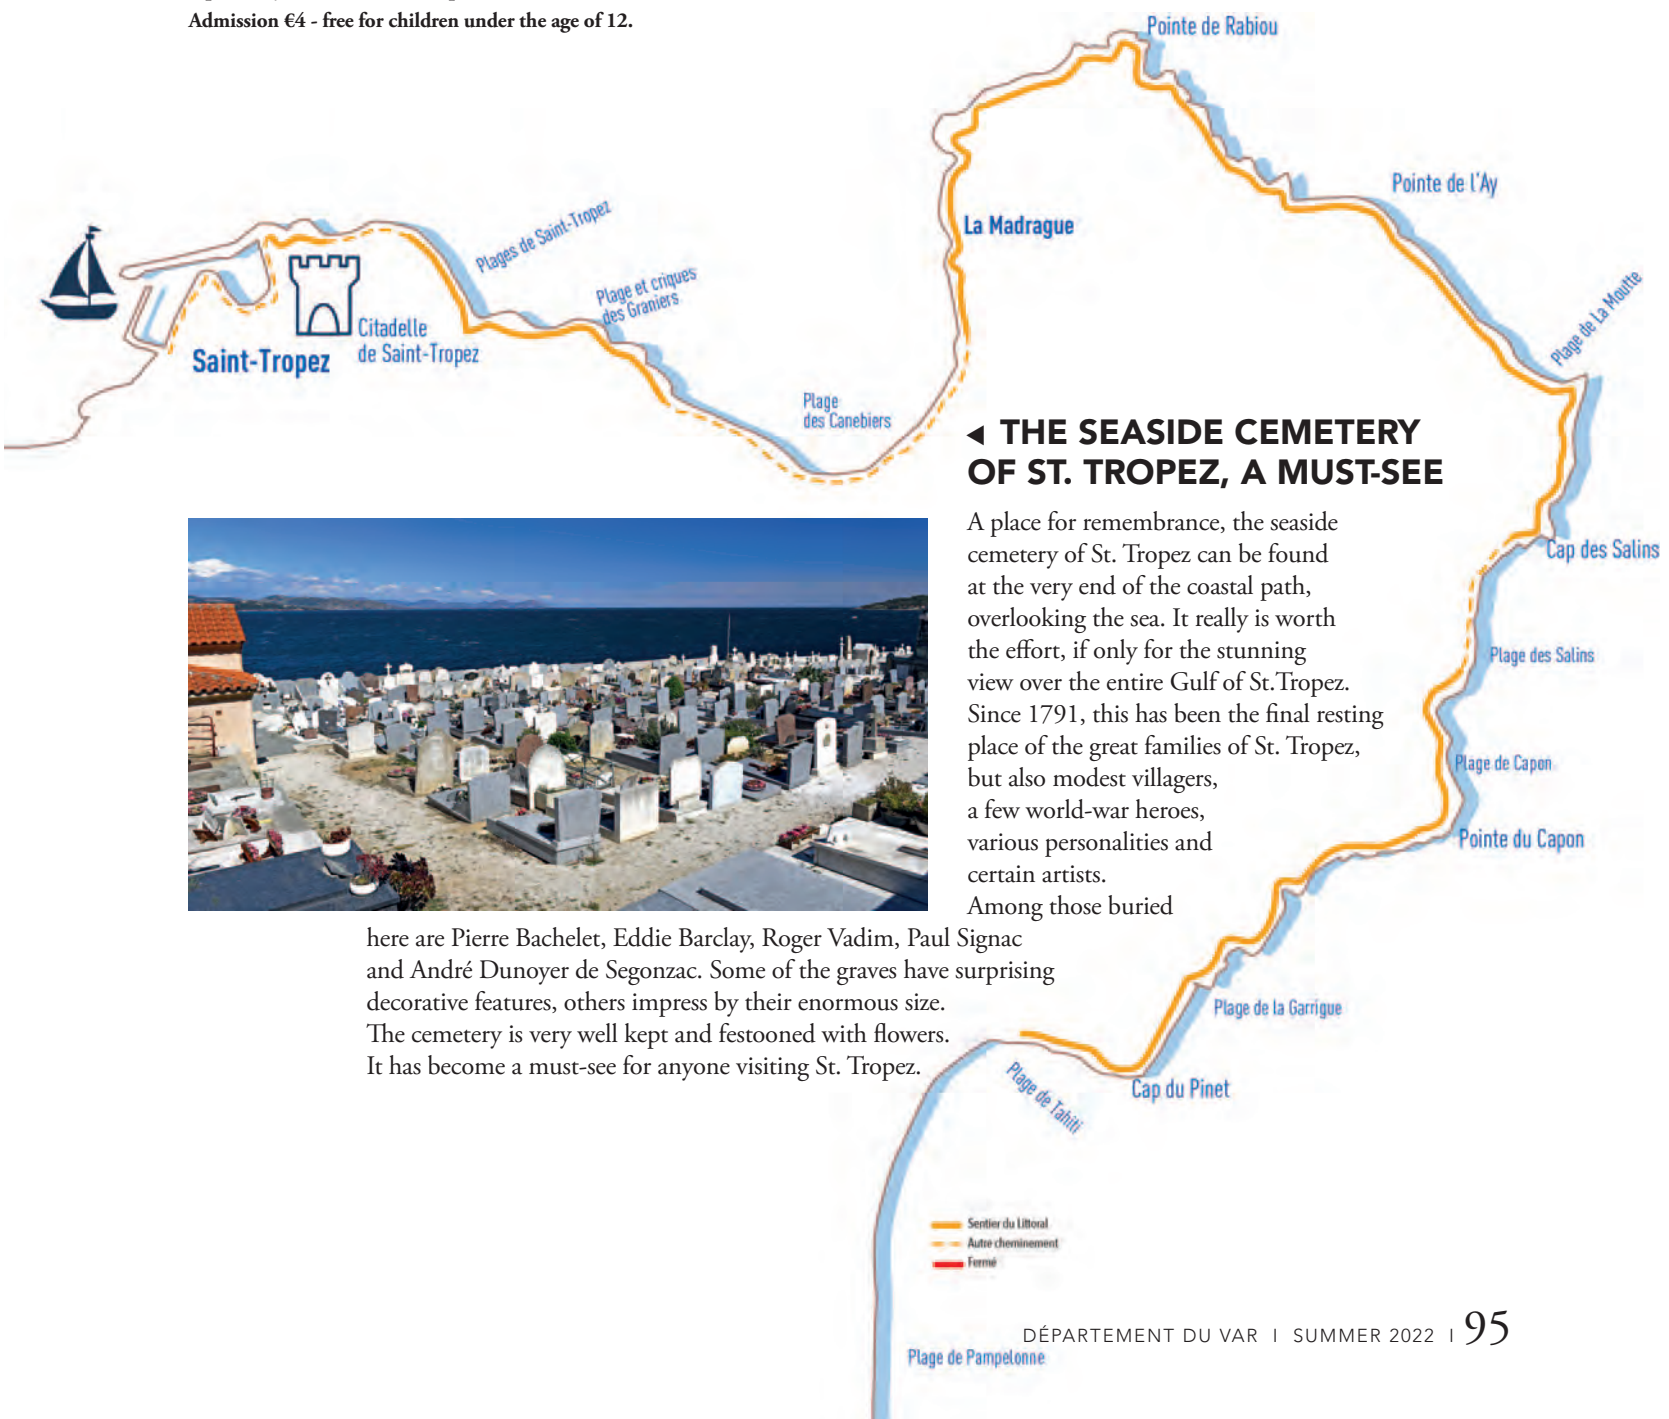 Admission €4 - free for children under the age of 12.
Pointe de Rabiou
Pointe de l'Ay
La Madrague
Plages de Saint-Tropez
Plage et criques
des Graniers
Plage de La Moutte
Citadelle
de Saint-Tropez
Saint-Tropez
Plage
des Canebiers
◄ THE SEASIDE CEMETERY
OF ST. TROPEZ, A MUST-SEE
A place for remembrance, the seaside
cemetery of St. Tropez can be found
at the very end of the coastal path,
overlooking the sea. It really is worth
the effort, if only for the stunning
view over the entire Gulf of St.Tropez.
Since 1791, this has been the final resting
place of the great families of St. Tropez,
but also modest villagers,
a few world-war heroes,
various personalities and
certain artists.
Among those buried
here are Pierre Bachelet, Eddie Barclay, Roger Vadim, Paul Signac
and André Dunoyer de Segonzac. Some of the graves have surprising
decorative features, others impress by their enormous size.
The cemetery is very well kept and festooned with flowers.
It has become a must-see for anyone visiting St. Tropez.
Cap des Salins
Plage des Salins
Plage de Capon
Pointe du Capon
Plage de la Garrigue
Cap du Pinet
Plage de Tahiti
Sentier du Littoral
Autre cheminement
Fermé
Plage de Pampelonne
DÉPARTEMENT DU VAR I SUMMER 2022 I 95